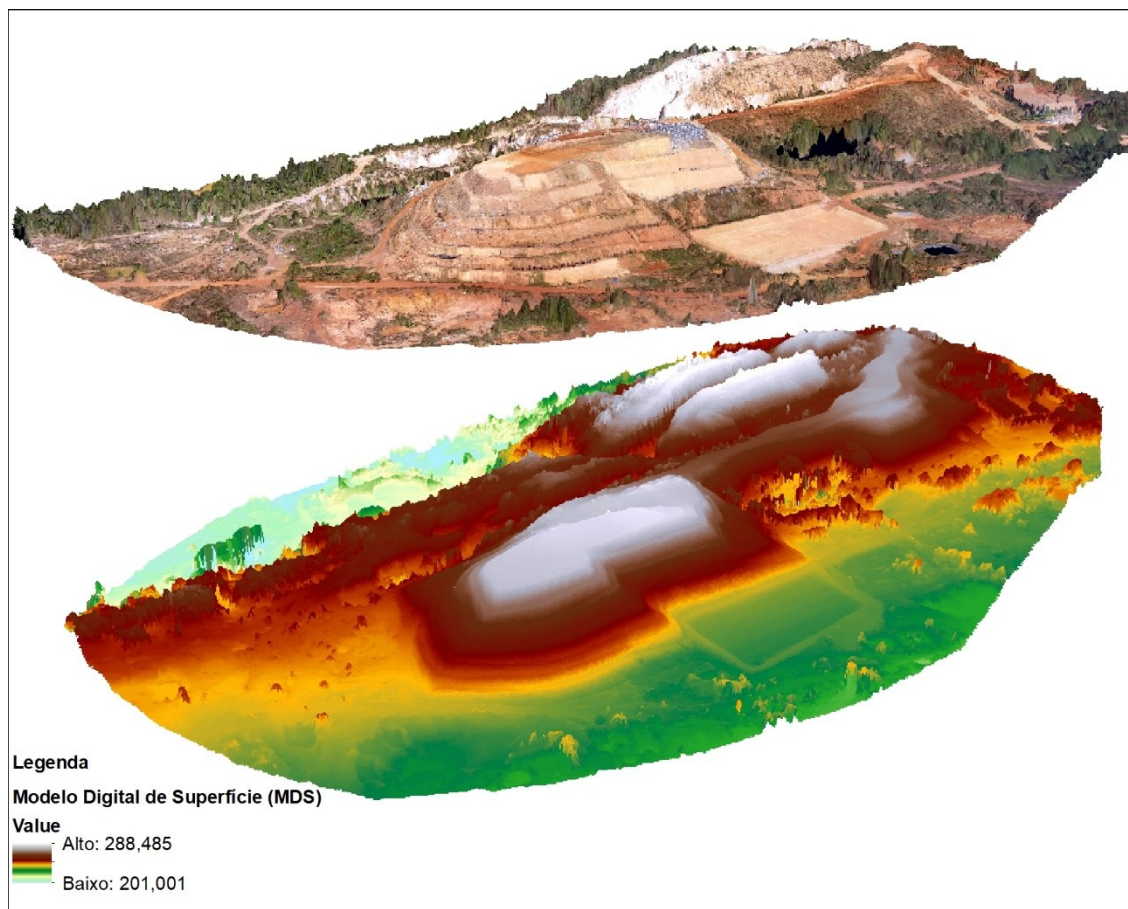 Legenda
Modelo Digital de Superfície (MDS)
Value
Alto: 288,485
Baixo: 201,001